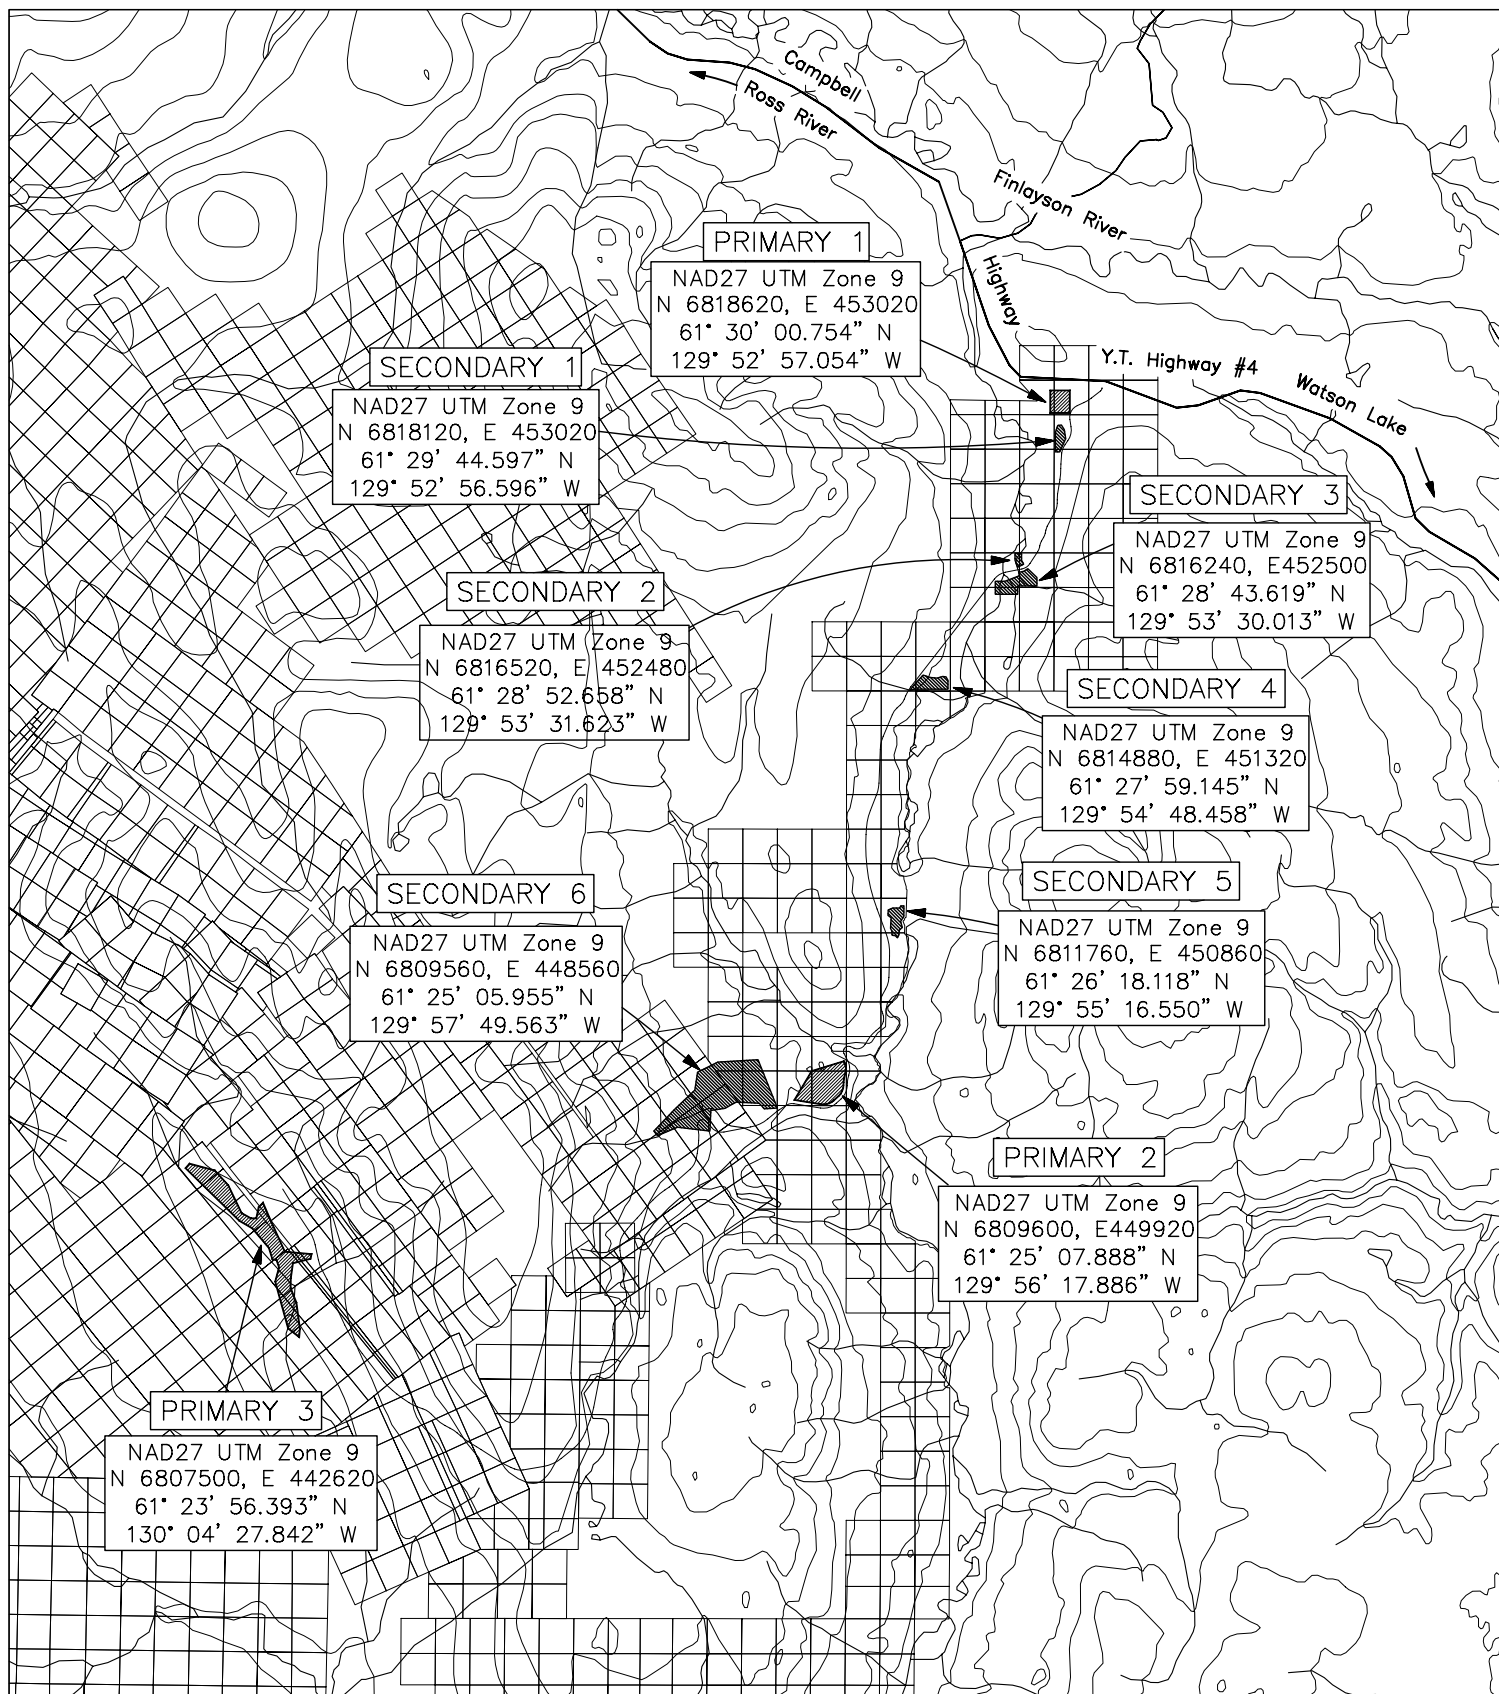 Campbell
Ross River
Finlayson River
Highway
Y.T. Highway #4
Watson Lake
PRIMARY 1
NAD27 UTM Zone 9
N 6818620, E 453020
61° 30' 00.754" N
129° 52' 57.054" W
SECONDARY 1
NAD27 UTM Zone 9
N 6818120, E 453020
61° 29' 44.597" N
129° 52' 56.596" W
SECONDARY 3
NAD27 UTM Zone 9
N 6816240, E452500
61° 28' 43.619" N
129° 53' 30.013" W
SECONDARY 2
NAD27 UTM Zone 9
N 6816520, E 452480
61° 28' 52.658" N
129° 53' 31.623" W
SECONDARY 4
NAD27 UTM Zone 9
N 6814880, E 451320
61° 27' 59.145" N
129° 54' 48.458" W
SECONDARY 5
NAD27 UTM Zone 9
N 6811760, E 450860
61° 26' 18.118" N
129° 55' 16.550" W
SECONDARY 6
NAD27 UTM Zone 9
N 6809560, E 448560
61° 25' 05.955" N
129° 57' 49.563" W
PRIMARY 2
NAD27 UTM Zone 9
N 6809600, E449920
61° 25' 07.888" N
129° 56' 17.886" W
PRIMARY 3
NAD27 UTM Zone 9
N 6807500, E 442620
61° 23' 56.393" N
130° 04' 27.842" W